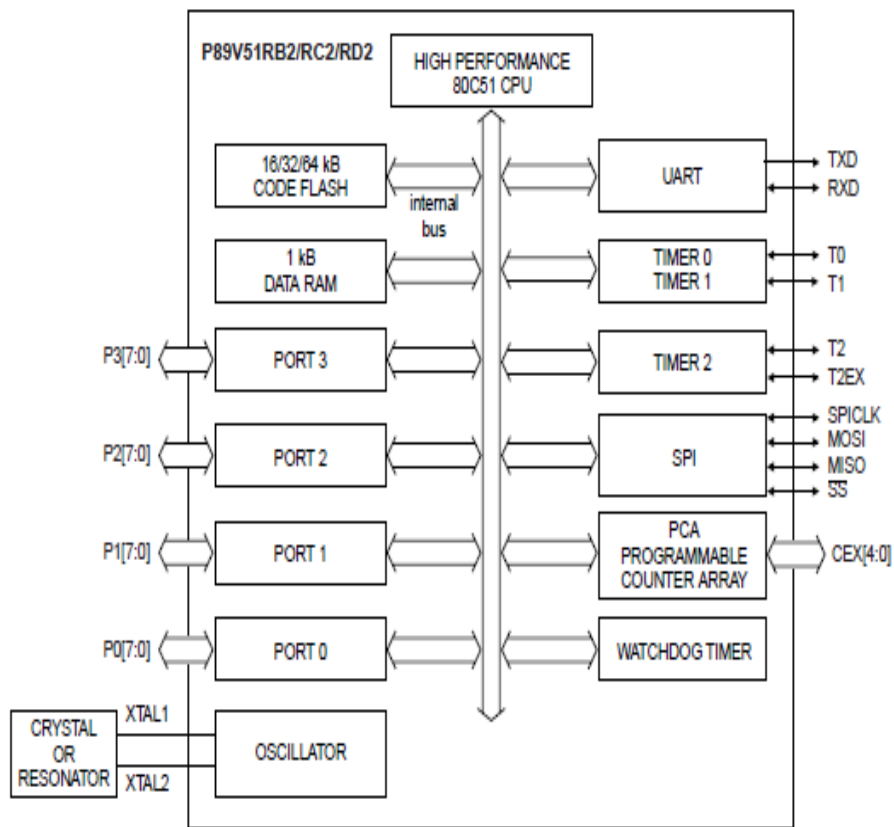 P89V51RB2/RC2/RD2
HIGH PERFORMANCE
80C51 CPU
16/32/64 kB
CODE FLASH
internal
bus
UART
TXD
RXD
1 kB
DATA RAM
TIMER 0
TIMER 1
T0
T1
P3[7:0]
PORT 3
TIMER 2
T2
T2EX
P2[7:0]
PORT 2
SPI
SPICLK
MOSI
MISO
SS
P1[7:0]
PORT 1
PCA
PROGRAMMABLE
COUNTER ARRAY
CEX[4:0]
P0[7:0]
PORT 0
WATCHDOG TIMER
CRYSTAL
OR
RESONATOR
XTAL1
XTAL2
OSCILLATOR